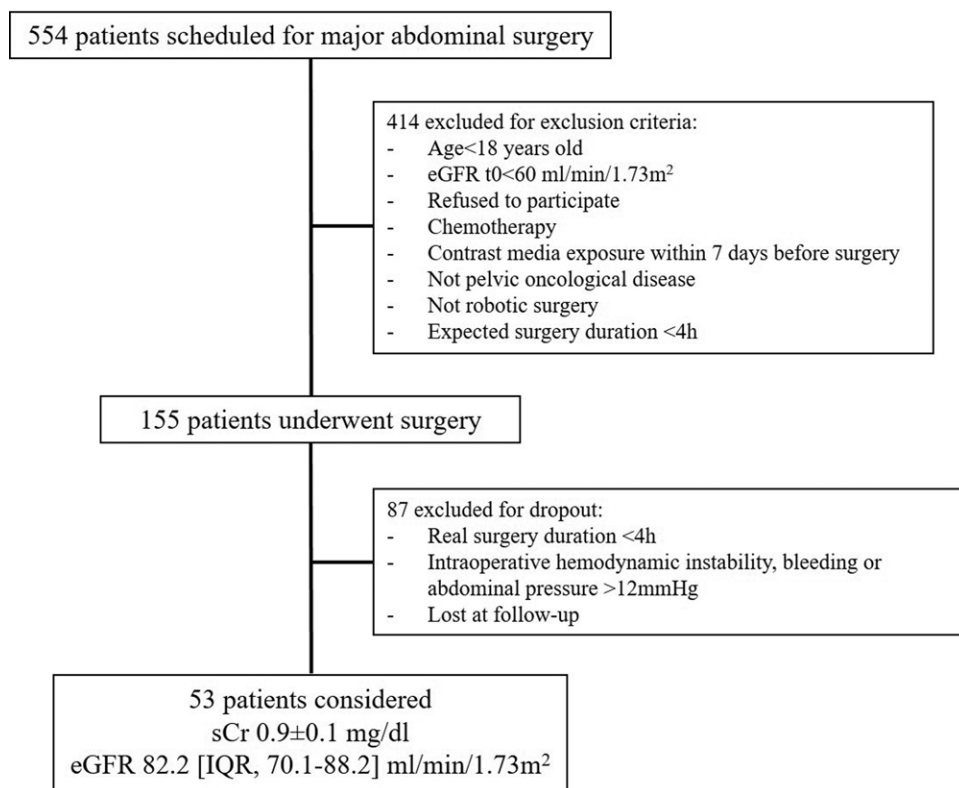 554 patients scheduled for major abdominal surgery
414 excluded for exclusion criteria:
- Age<18 years old
- eGFR t0<60 ml/min/1.73m²
- Refused to participate
- Chemotherapy
- Contrast media exposure within 7 days before surgery
- Not pelvic oncological disease
- Not robotic surgery
- Expected surgery duration <4h
155 patients underwent surgery
87 excluded for dropout:
- Real surgery duration <4h
- Intraoperative hemodynamic instability, bleeding or
abdominal pressure >12mmHg
- Lost at follow-up
53 patients considered
sCr 0.9±0.1 mg/dl
eGFR 82.2 [IQR, 70.1-88.2] ml/min/1.73m²